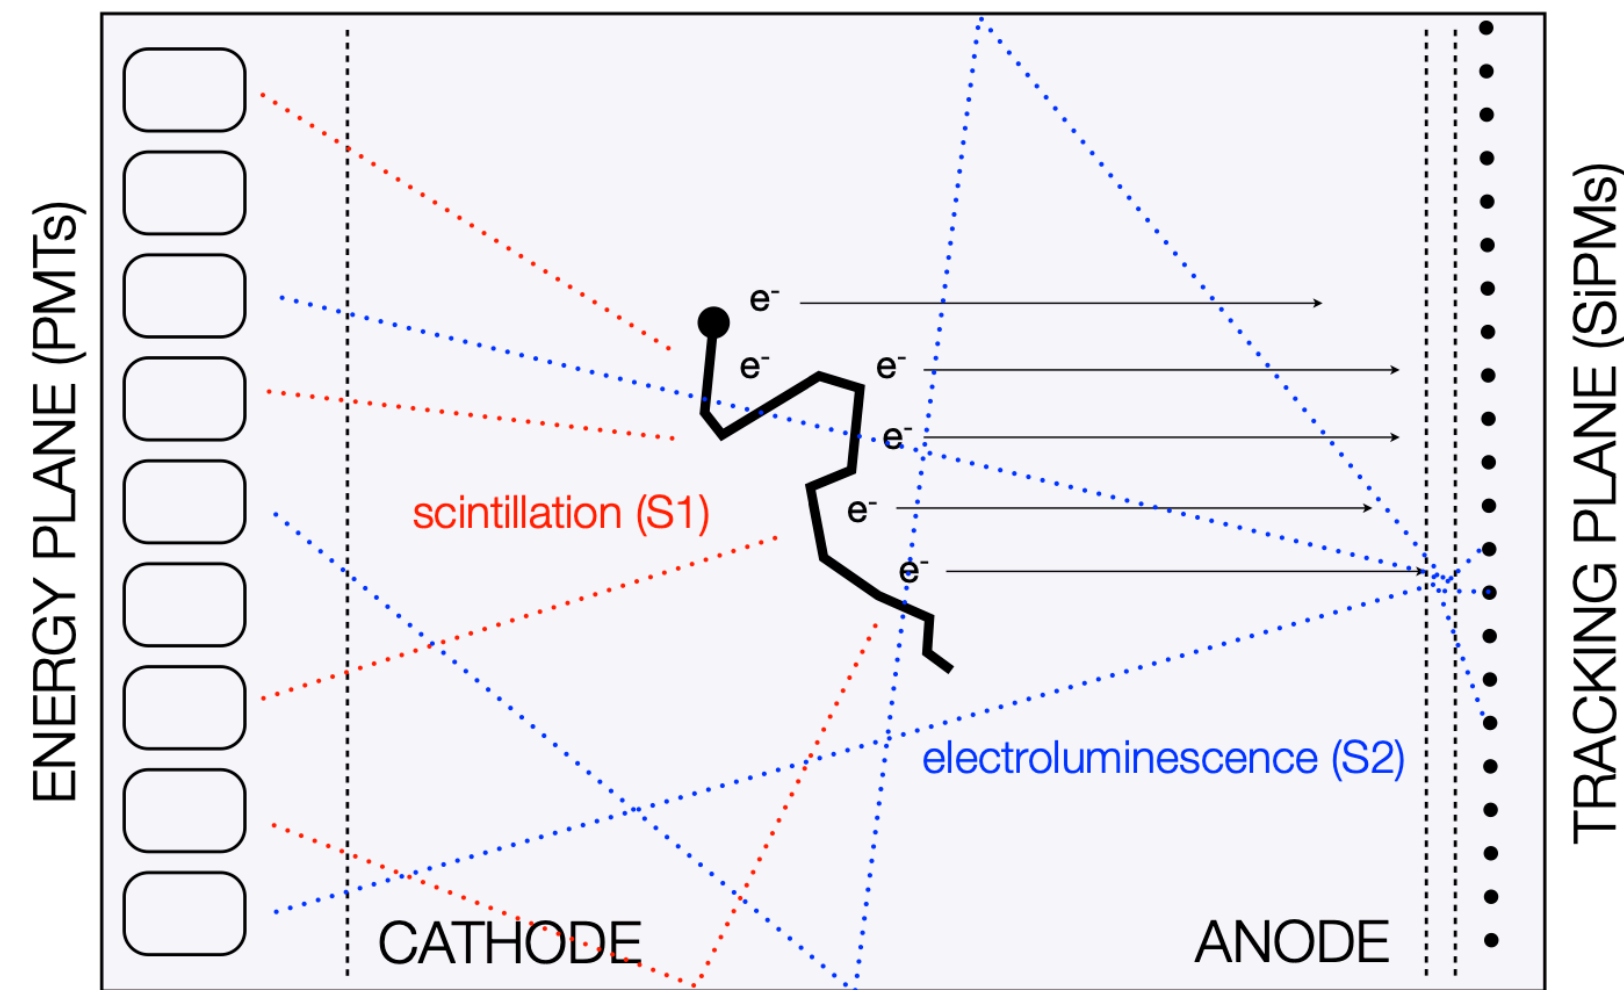 ENERGY PLANE (PMTs)
e-
e-
e-
e-
scintillation (S1)
e-
e-
electroluminescence (S2)
CATHODE
ANODE
TRACKING PLANE (SiPMs)